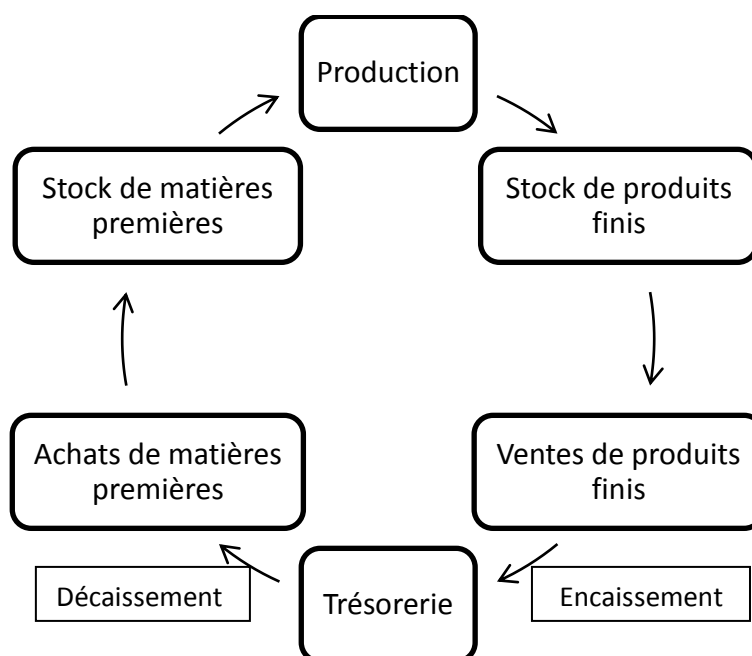 Production
Stock de matières
premières
Stock de produits
finis
Achats de matières
premières
Ventes de produits
finis
Décaissement
Trésorerie
Encaissement